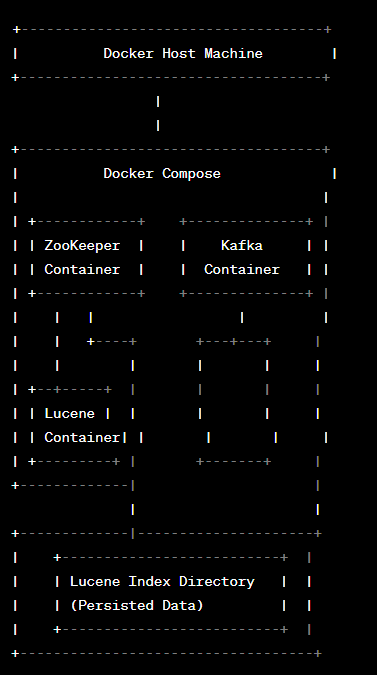 Docker Host Machine
Docker Compose
ZooKeeper Kafka
Container Container
Lucene
Container
Lucene Index Directory
(Persisted Data)